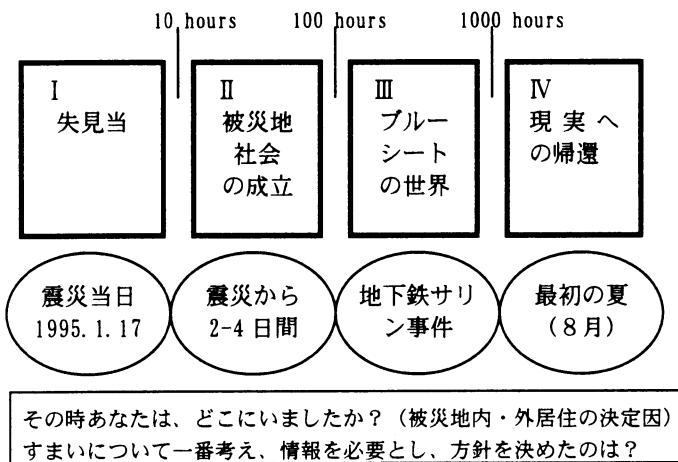 10 hours 100 hours 1000 hours
Ⅰ
失見当
Ⅱ
被災地
社会
の成立
Ⅲ
ブルー
シート
の世界
Ⅳ
現実へ
の帰還
震災当日
1995.1.17
震災から
2-4日間
地下鉄サリ
ン事件
最初の夏
(8月)
その時あなたは、どこにいましたか?(被災地内・外居住の決定因)
すまいについて一番考え、情報を必要とし、方針を決めたのは?